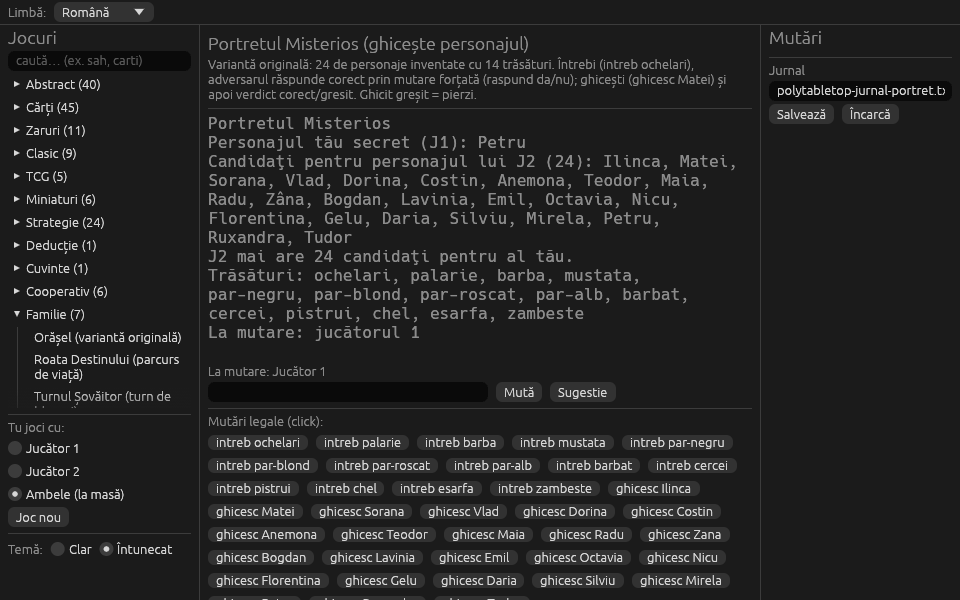 Limbă: Română
Jocuri
caută... (ex. sah, carti)
Abstract (40)
Cărți (45)
Zaruri (11)
Clasic (9)
TCG (5)
Miniaturi (6)
Strategie (24)
Deducție (1)
Cuvinte (1)
Cooperativ (6)
Familie (7)
Orășel (variantă originală)
Roata Destinului (parcurs
de viață)
Turnul Șovăitor (turn de
Tu joci cu:
Jucător 1
Jucător 2
Ambele (la masă)
Joc nou
Temă: Clar Întunecat
Portretul Misterios (ghicește personajul)
Variantă originală: 24 de personaje inventate cu 14 trăsături. Întrebi (intreb ochelari),
adversarul răspunde corect prin mutare forțată (raspund da/nu); ghicești (ghicesc Matei) și
apoi verdict corect/gresit. Ghicit greșit = pierzi.
Portretul Misterios
Personajul tău secret (J1): Petru
Candidaţi pentru personajul lui J2 (24): Ilinca, Matei,
Sorana, Vlad, Dorina, Costin, Anemona, Teodor, Maia,
Radu, Zâna, Bogdan, Lavinia, Emil, Octavia, Nicu,
Florentina, Gelu, Daria, Silviu, Mirela, Petru,
Ruxandra, Tudor
J2 mai are 24 candidaţi pentru al tău.
Trăsături: ochelari, palarie, barba, mustata,
par-negru, par-blond, par-roscat, par-alb, barbat,
cercei, pistrui, chel, esarfa, zambeste
La mutare: jucătorul 1
La mutare: Jucător 1
Mută Sugestie
Mutări legale (click):
intreb ochelari intreb palarie intreb barba intreb mustata intreb par-negru
intreb par-blond intreb par-roscat intreb par-alb intreb barbat intreb cercei
intreb pistrui intreb chel intreb esarfa intreb zambeste ghicesc Ilinca
ghicesc Matei ghicesc Sorana ghicesc Vlad ghicesc Dorina ghicesc Costin
ghicesc Anemona ghicesc Teodor ghicesc Maia ghicesc Radu ghicesc Zana
ghicesc Bogdan ghicesc Lavinia ghicesc Emil ghicesc Octavia ghicesc Nicu
ghicesc Florentina ghicesc Gelu ghicesc Daria ghicesc Silviu ghicesc Mirela
Mutări
Jurnal
polytabletop-jurnal-portret.tx
Salvează Încarcă